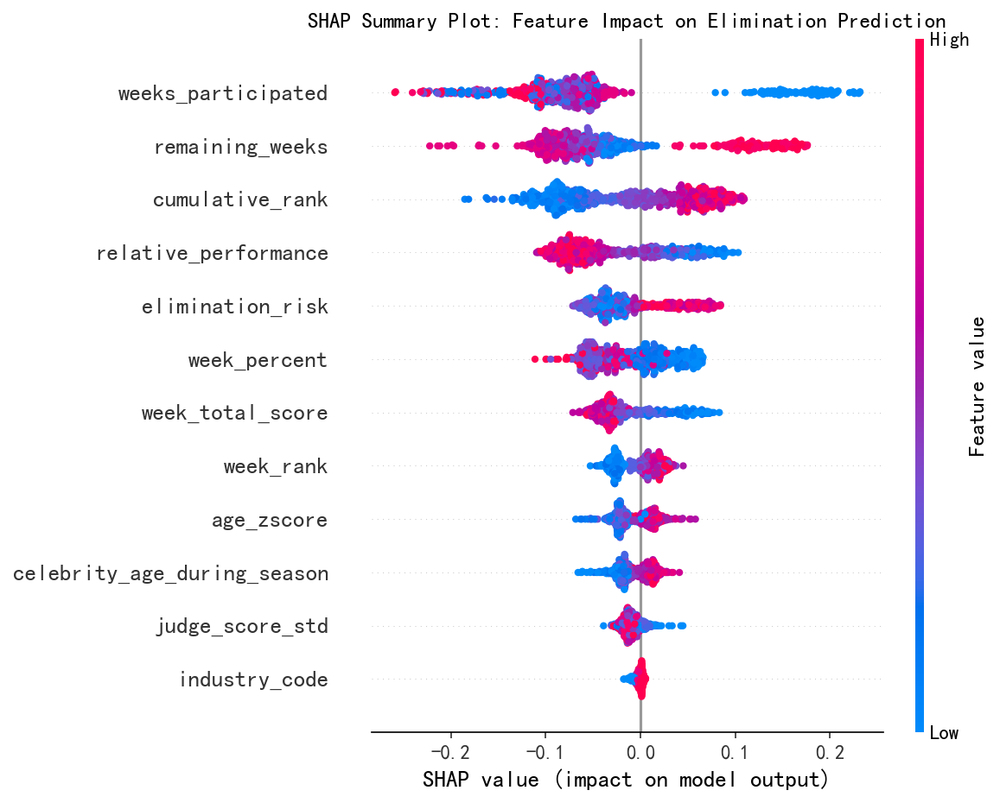 SHAP Summary Plot: Feature Impact on Elimination Prediction
High
weeks_participated
remaining_weeks
cumulative_rank
relative_performance
elimination_risk
week_percent
week_total_score
week_rank
age_zscore
celebrity_age_during_season
judge_score_std
industry_code
Feature value
Low
−0.2 −0.1 0.0 0.1 0.2
SHAP value (impact on model output)